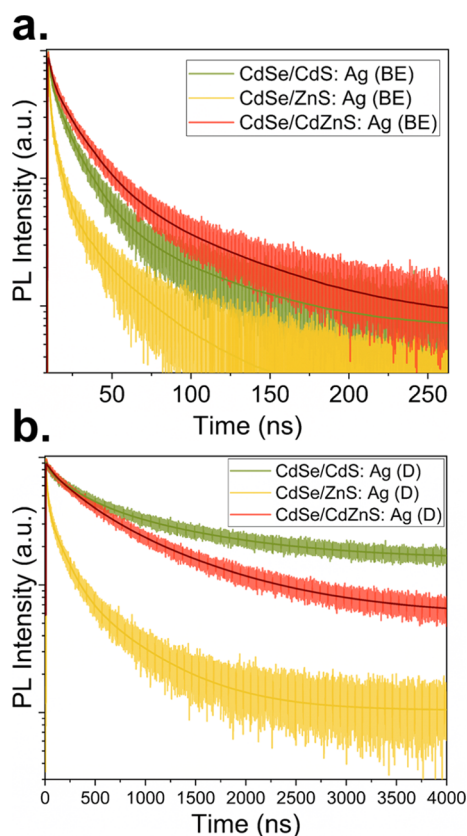 a.
CdSe/CdS: Ag (BE)
CdSe/ZnS: Ag (BE)
CdSe/CdZnS: Ag (BE)
PL Intensity (a.u.)
50 100 150 200 250
Time (ns)
b.
CdSe/CdS: Ag (D)
CdSe/ZnS: Ag (D)
CdSe/CdZnS: Ag (D)
PL Intensity (a.u.)
0 500 1000 1500 2000 2500 3000 3500 4000
Time (ns)